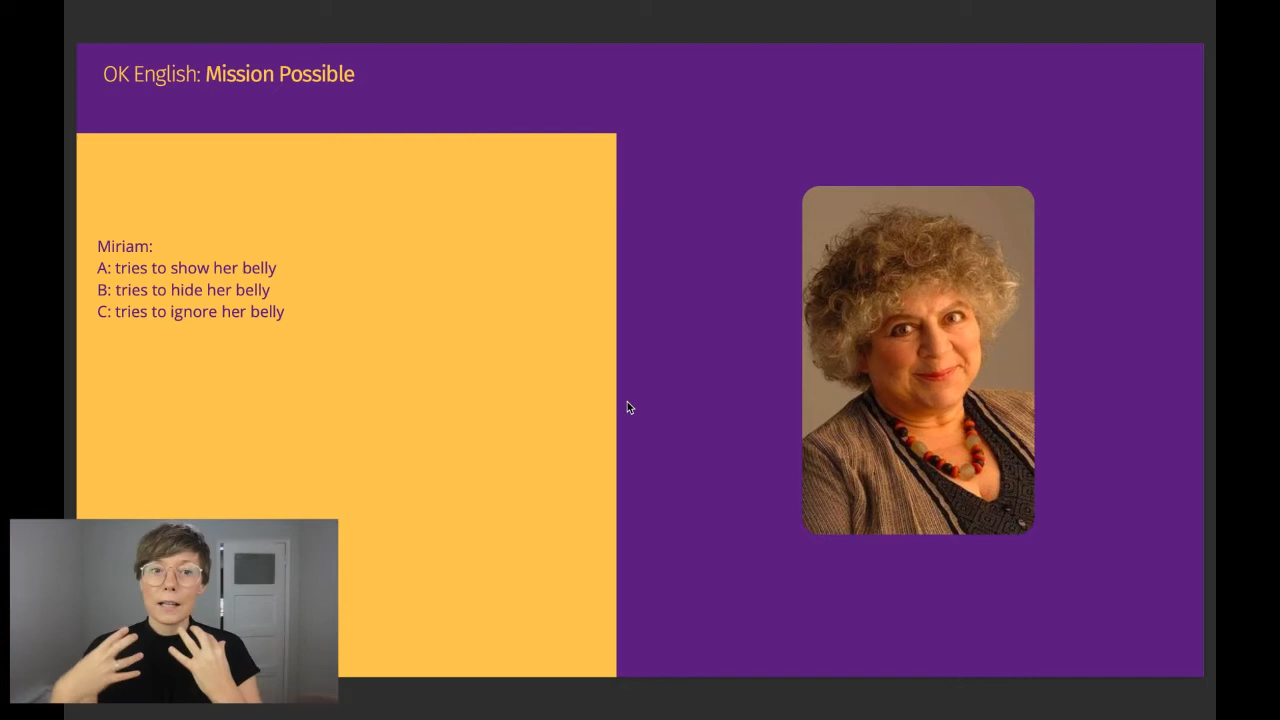 OK English: Mission Possible
Miriam:
A: tries to show her belly
B: tries to hide her belly
C: tries to ignore her belly